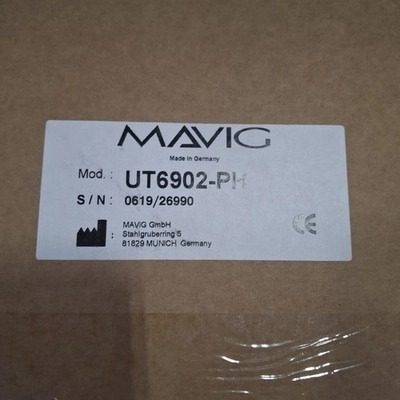 MAVIG
Made in Germany
Mod. : UT6902-PH
S / N : 0619/26990
: MAVIG GmbH
Stahlgruberring 5
81829 MUNICH Germany
CE